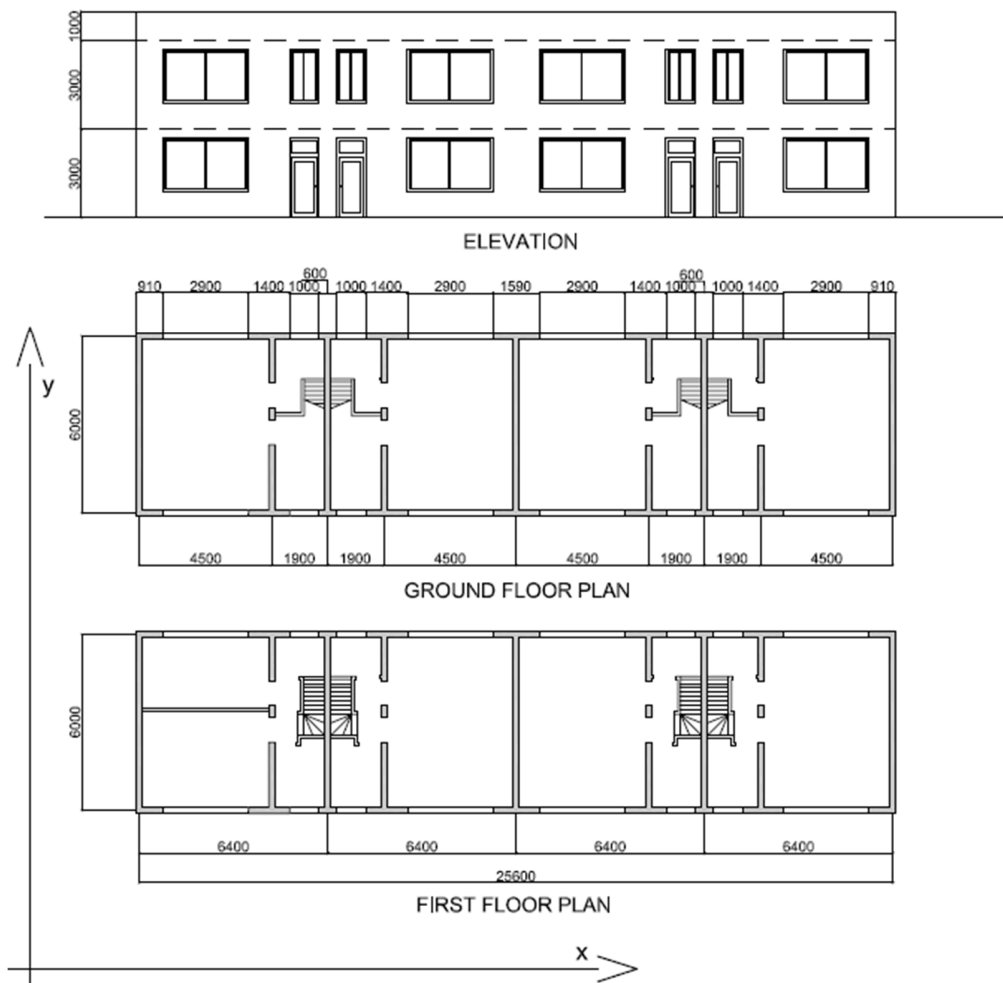 1000
3000
3000
ELEVATION
600 600
910 2900 1400 1000 1000 1400 2900 1590 2900 1400 1000 1000 1400 2900 910
y
6000
4500 1900 1900 4500 4500 1900 1900 4500
GROUND FLOOR PLAN
6000
6400 6400 6400 6400
25600
FIRST FLOOR PLAN
x